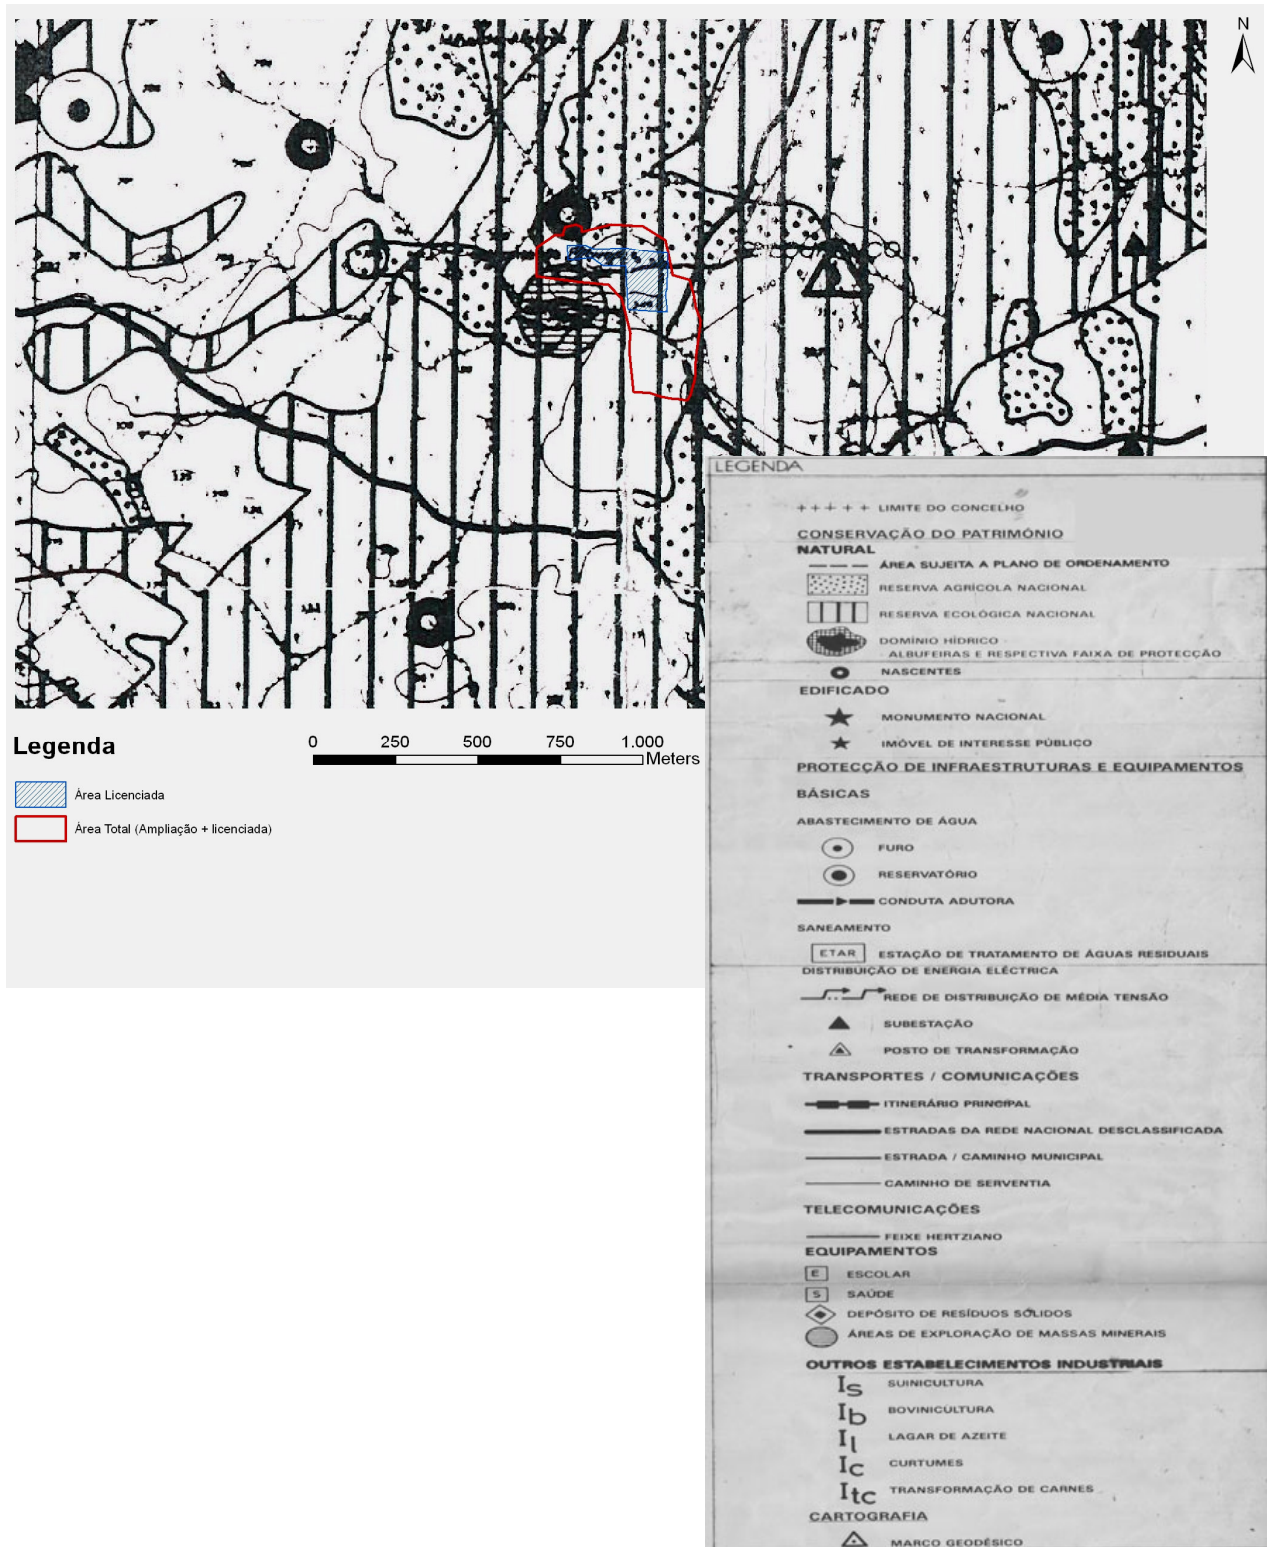 N
LEGENDA
LIMITE DO CONCELHO
CONSERVAÇÃO DO PATRIMÓNIO
NATURAL
ÁREA SUJEITA A PLANO DE ORDENAMENTO
RESERVA AGRÍCOLA NACIONAL
RESERVA ECOLÓGICA NACIONAL
DOMÍNIO HÍDRICO
ALBUFEIRAS E RESPECTIVA FAIXA DE PROTECÇÃO
NASCENTES
EDIFICADO
MONUMENTO NACIONAL
IMÓVEL DE INTERESSE PÚBLICO
PROTECÇÃO DE INFRAESTRUTURAS E EQUIPAMENTOS
BÁSICAS
ABASTECIMENTO DE ÁGUA
FURO
RESERVATÓRIO
CONDUTA ADUTORA
SANEAMENTO
ETAR ESTAÇÃO DE TRATAMENTO DE ÁGUAS RESIDUAIS
DISTRIBUIÇÃO DE ENERGIA ELÉCTRICA
REDE DE DISTRIBUIÇÃO DE MÉDIA TENSÃO
SUBESTAÇÃO
POSTO DE TRANSFORMAÇÃO
TRANSPORTES / COMUNICAÇÕES
ITINERÁRIO PRINCIPAL
ESTRADAS DA REDE NACIONAL DESCLASSIFICADA
ESTRADA / CAMINHO MUNICIPAL
CAMINHO DE SERVENTIA
TELECOMUNICAÇÕES
FEIXE HERTZIANO
EQUIPAMENTOS
E ESCOLAR
S SAÚDE
DEPÓSITO DE RESÍDUOS SÓLIDOS
ÁREAS DE EXPLORAÇÃO DE MASSAS MINERAIS
OUTROS ESTABELECIMENTOS INDUSTRIAIS
Is SUINICULTURA
Ib BOVINICULTURA
Il LAGAR DE AZEITE
Ic CURTUMES
Itc TRANSFORMAÇÃO DE CARNES
CARTOGRAFIA
MARCO GEODÉSICO
Legenda
0 250 500 750 1.000
Meters
Área Licenciada
Área Total (Ampliação + licenciada)